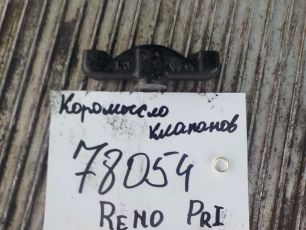 Коромысло
клапанов
78054
RENO PRI